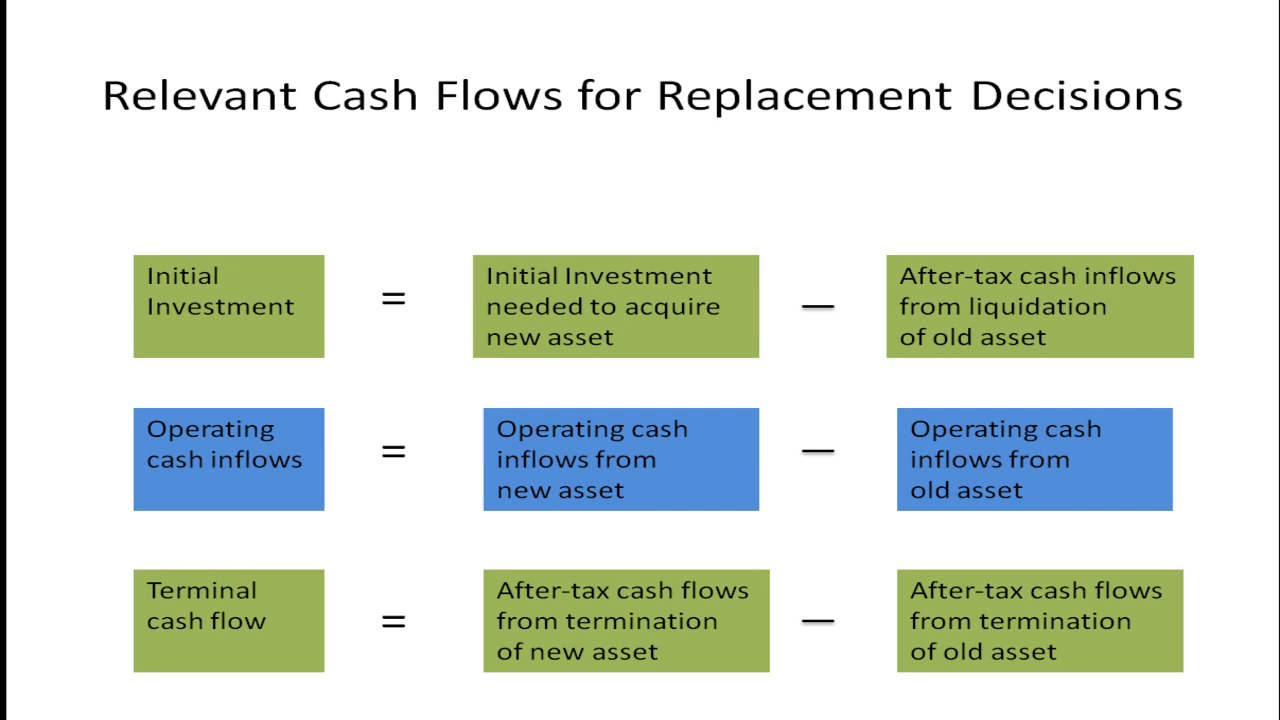 Relevant Cash Flows for Replacement Decisions
Initial
Investment
=
Initial Investment
needed to acquire
new asset
—
After-tax cash inflows
from liquidation
of old asset
Operating
cash inflows
=
Operating cash
inflows from
new asset
—
Operating cash
inflows from
old asset
Terminal
cash flow
=
After-tax cash flows
from termination
of new asset
—
After-tax cash flows
from termination
of old asset